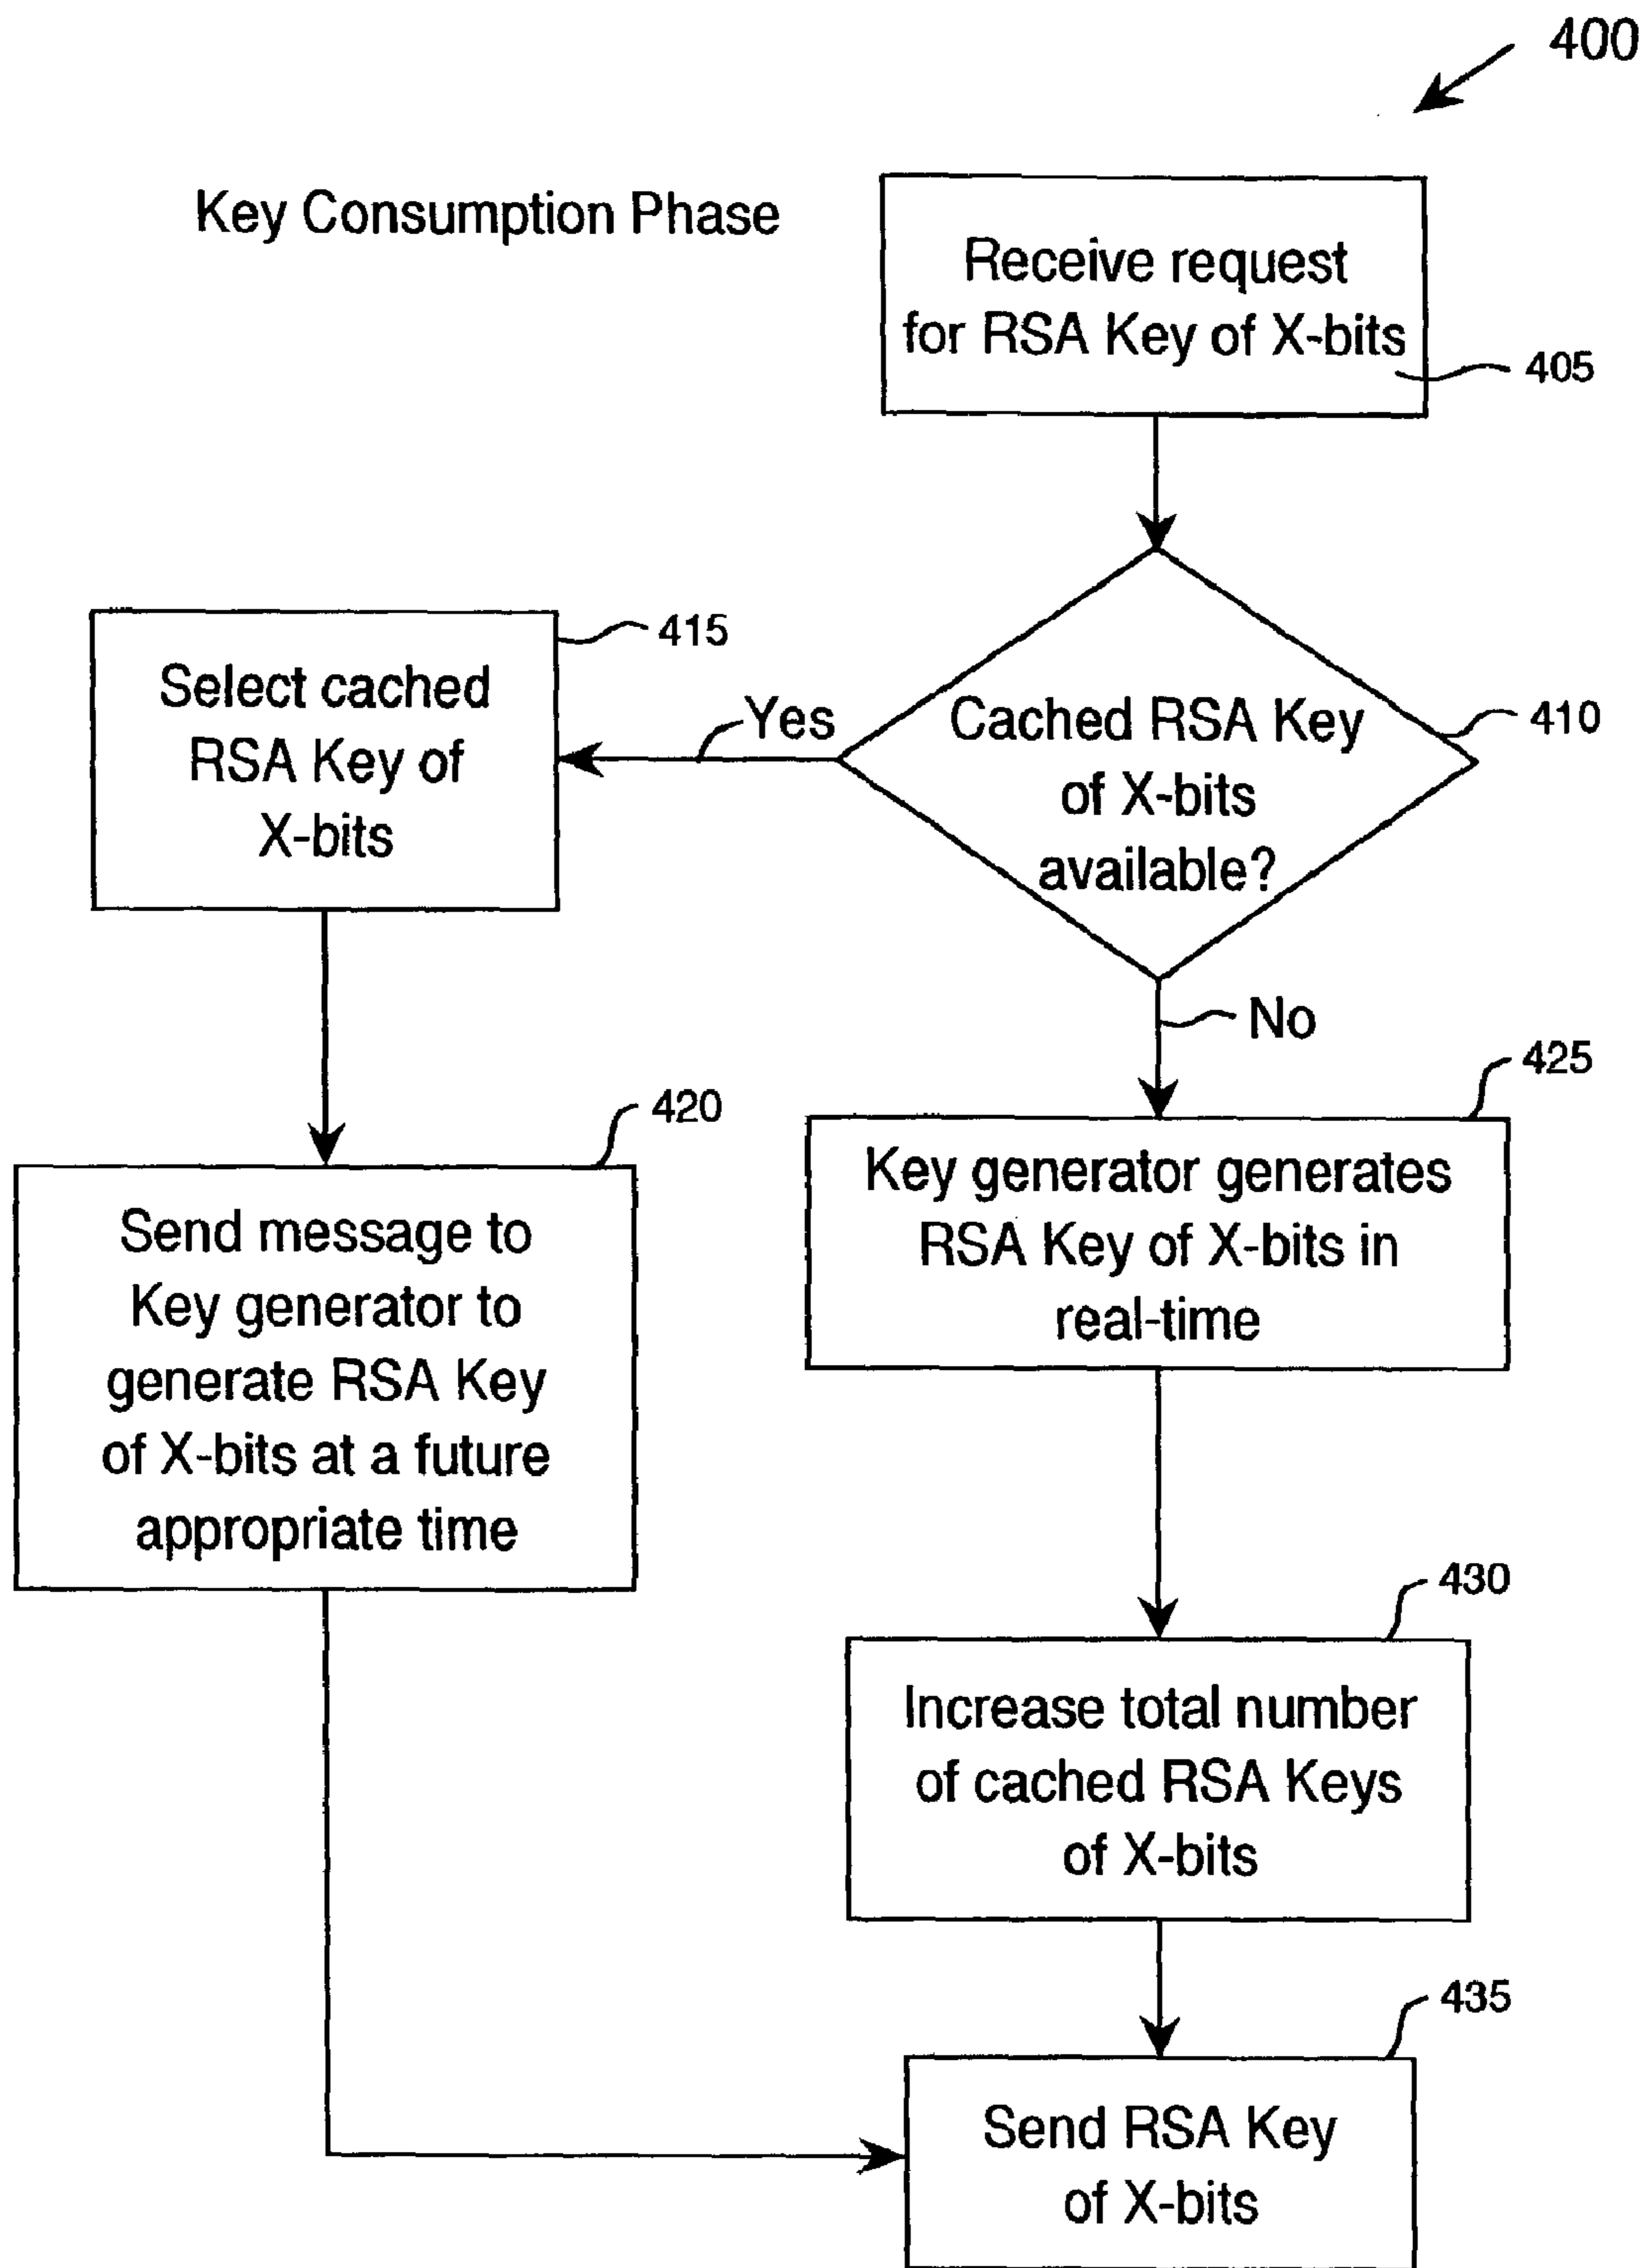 400
Key Consumption Phase
Receive request
for RSA Key of X-bits
405
Cached RSA Key
of X-bits
available?
410
Yes
415
Select cached
RSA Key of
X-bits
No
420
Send message to
Key generator to
generate RSA Key
of X-bits at a future
appropriate time
425
Key generator generates
RSA Key of X-bits in
real-time
430
Increase total number
of cached RSA Keys
of X-bits
435
Send RSA Key
of X-bits